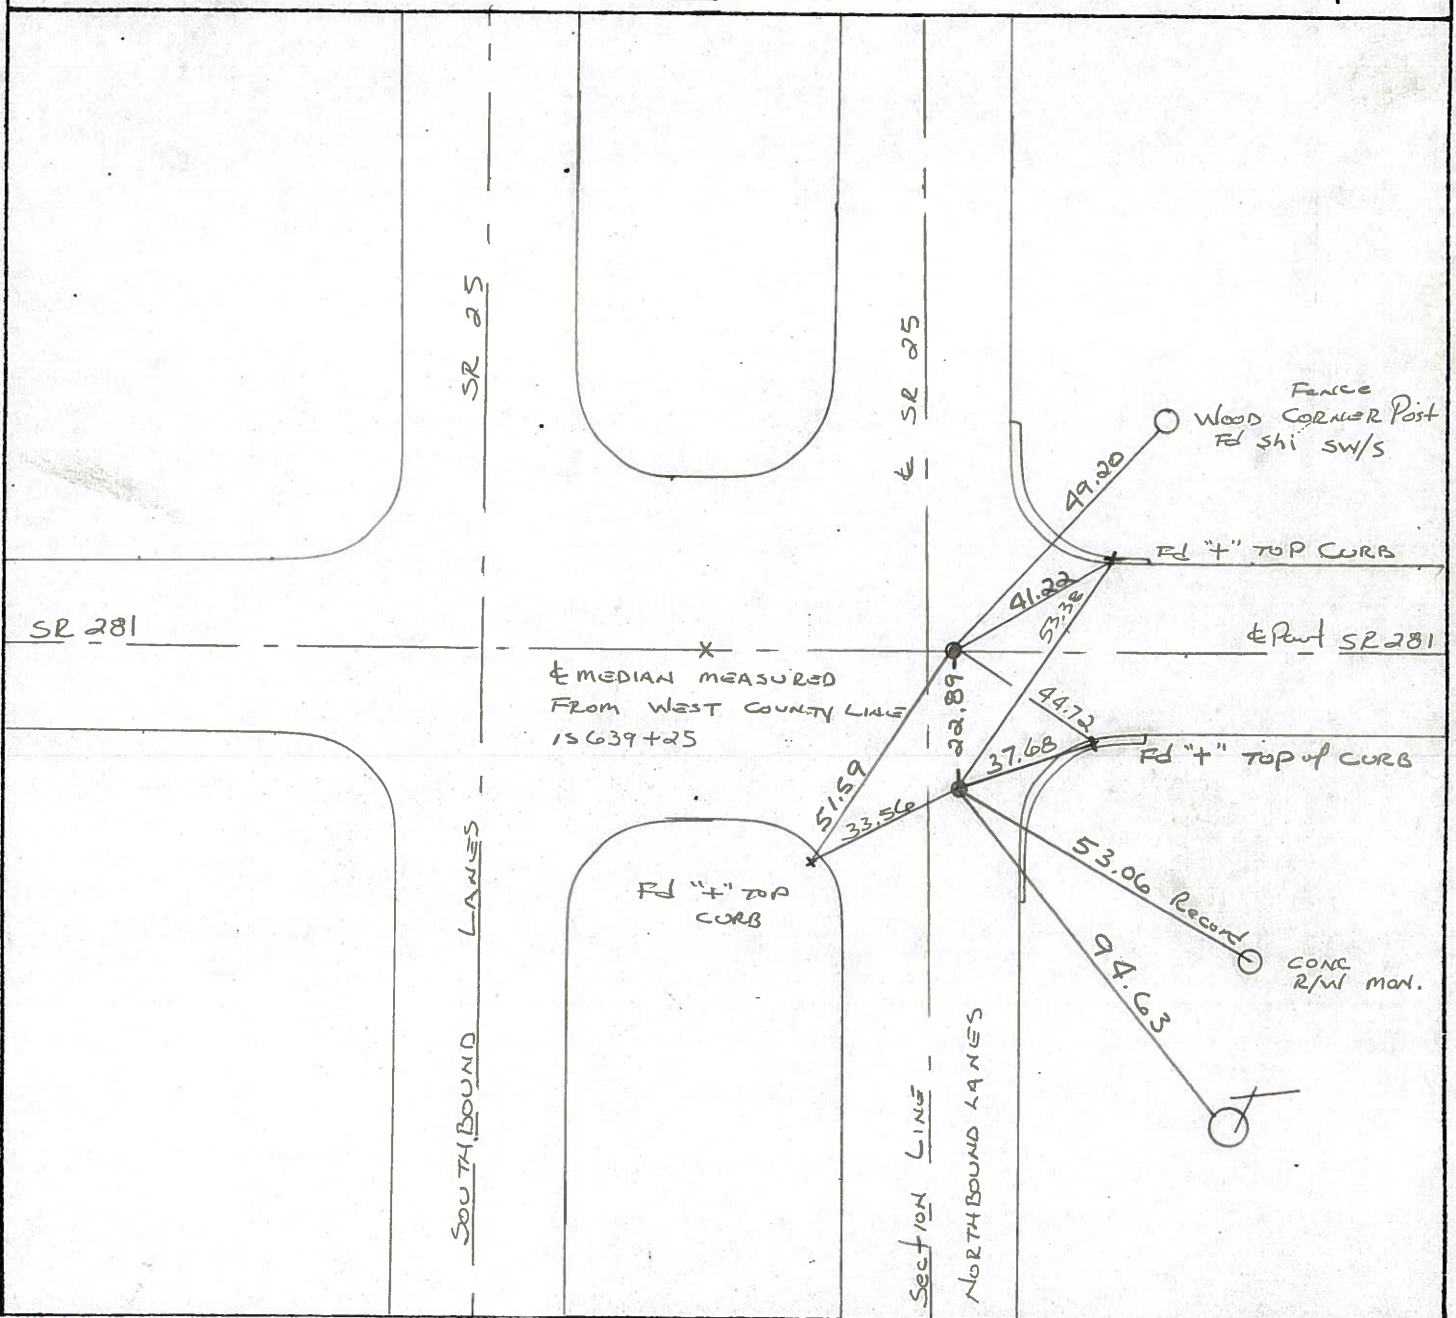 SR 25
℄ SR 25
Fence
WOOD CORNER Post
Fd Shi SW/S
49.20
Fd "+" TOP CURB
41.22
53.38
SR 281
℄ Pavt SR 281
℄ MEDIAN MEASURED
FROM WEST COUNTY LINE
IS 639+25
22.89
44.72
37.68
Fd "+" TOP of CURB
51.59
33.56
Fd "+" TOP
CURB
53.06 Record
CONC
R/W MON.
94.63
SOUTHBOUND LANES
Section LINE
NORTHBOUND LANES